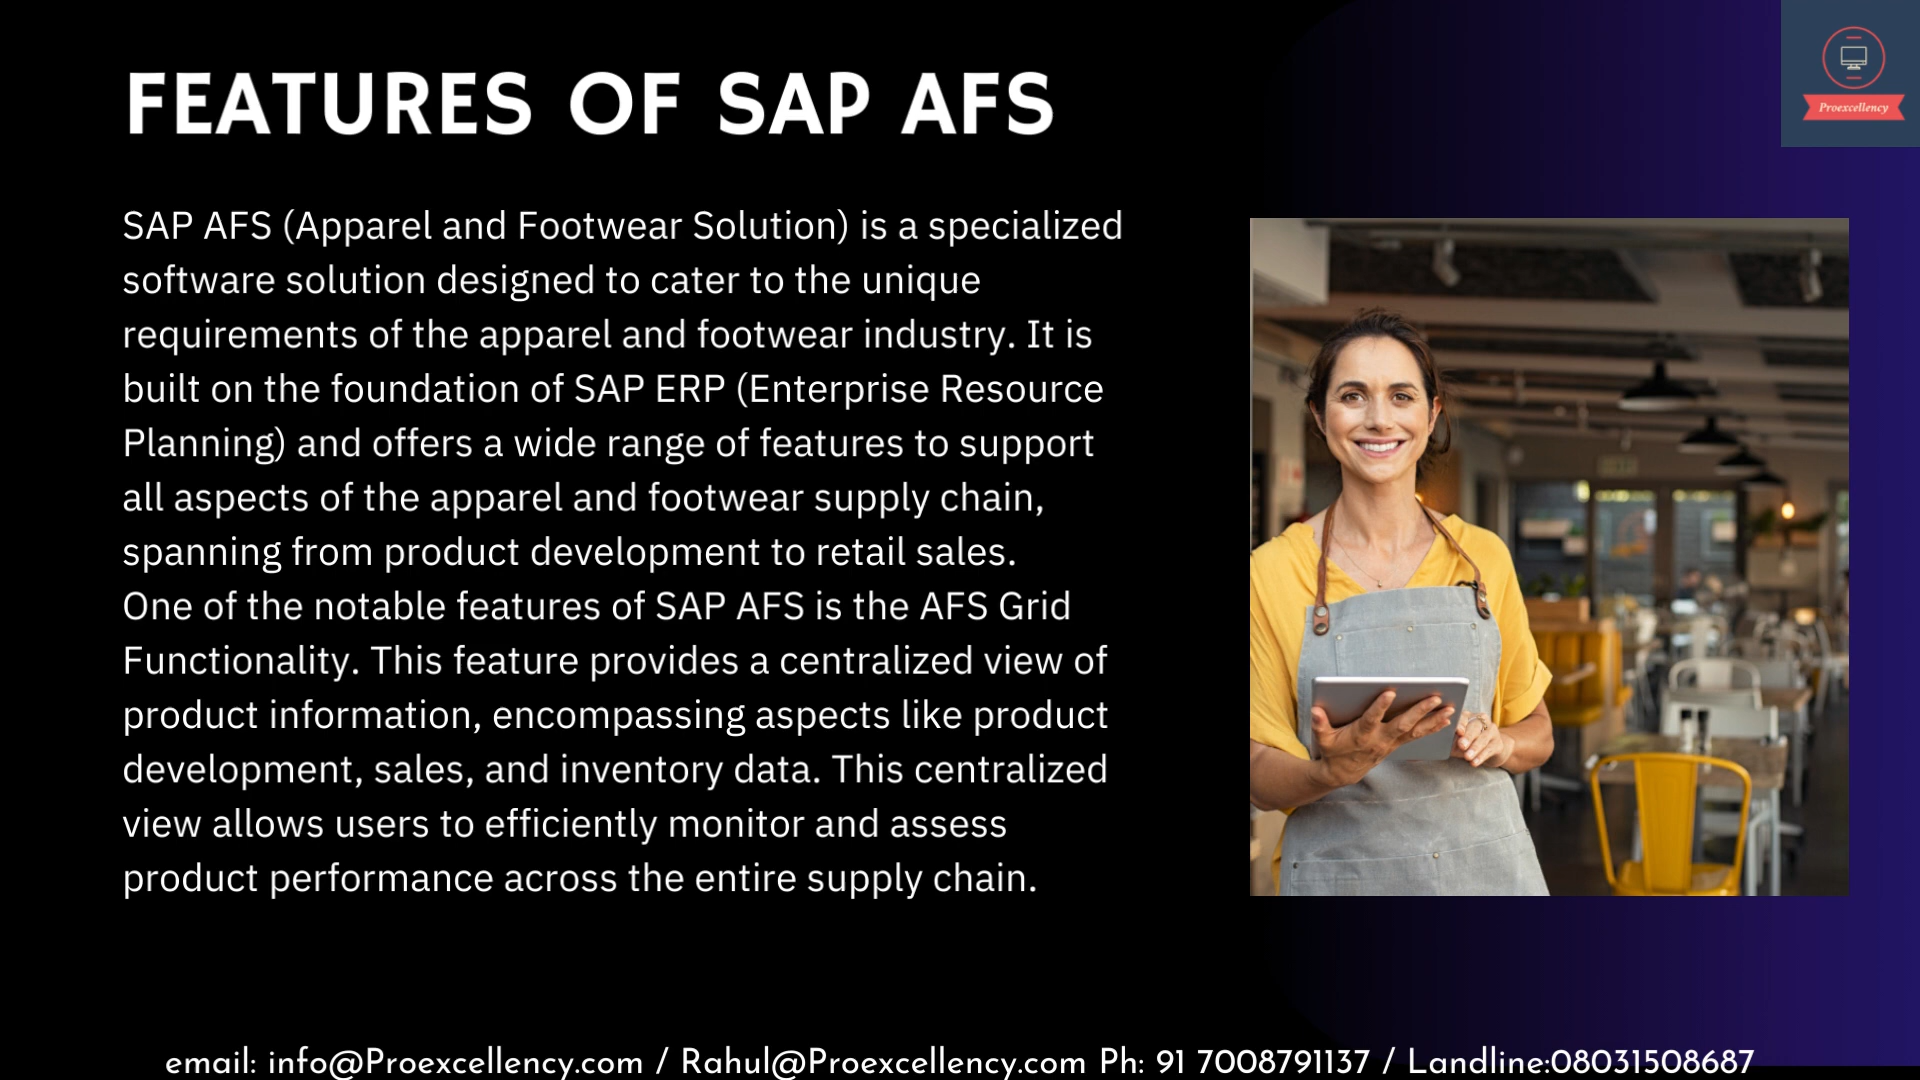 FEATURES OF SAP AFS
Proexcellency
SAP AFS (Apparel and Footwear Solution) is a specialized
software solution designed to cater to the unique
requirements of the apparel and footwear industry. It is
built on the foundation of SAP ERP (Enterprise Resource
Planning) and offers a wide range of features to support
all aspects of the apparel and footwear supply chain,
spanning from product development to retail sales.
One of the notable features of SAP AFS is the AFS Grid
Functionality. This feature provides a centralized view of
product information, encompassing aspects like product
development, sales, and inventory data. This centralized
view allows users to efficiently monitor and assess
product performance across the entire supply chain.
email: info@Proexcellency.com / Rahul@Proexcellency.com Ph: 91 7008791137 / Landline:08031508687